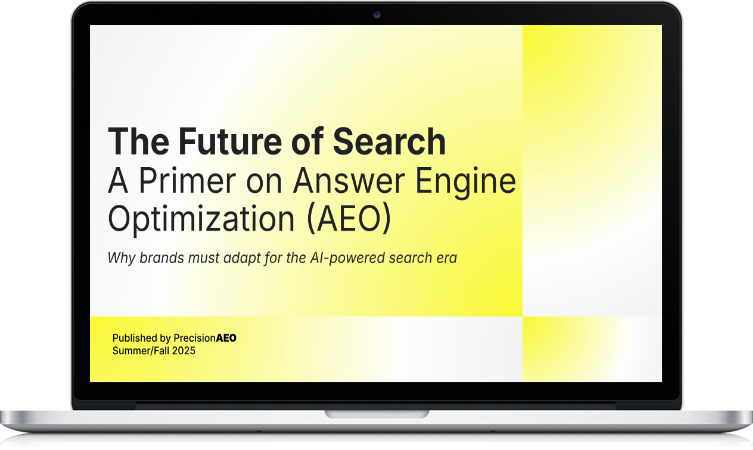 The Future of Search
A Primer on Answer Engine
Optimization (AEO)
Why brands must adapt for the AI-powered search era
Published by PrecisionAEO
Summer/Fall 2025